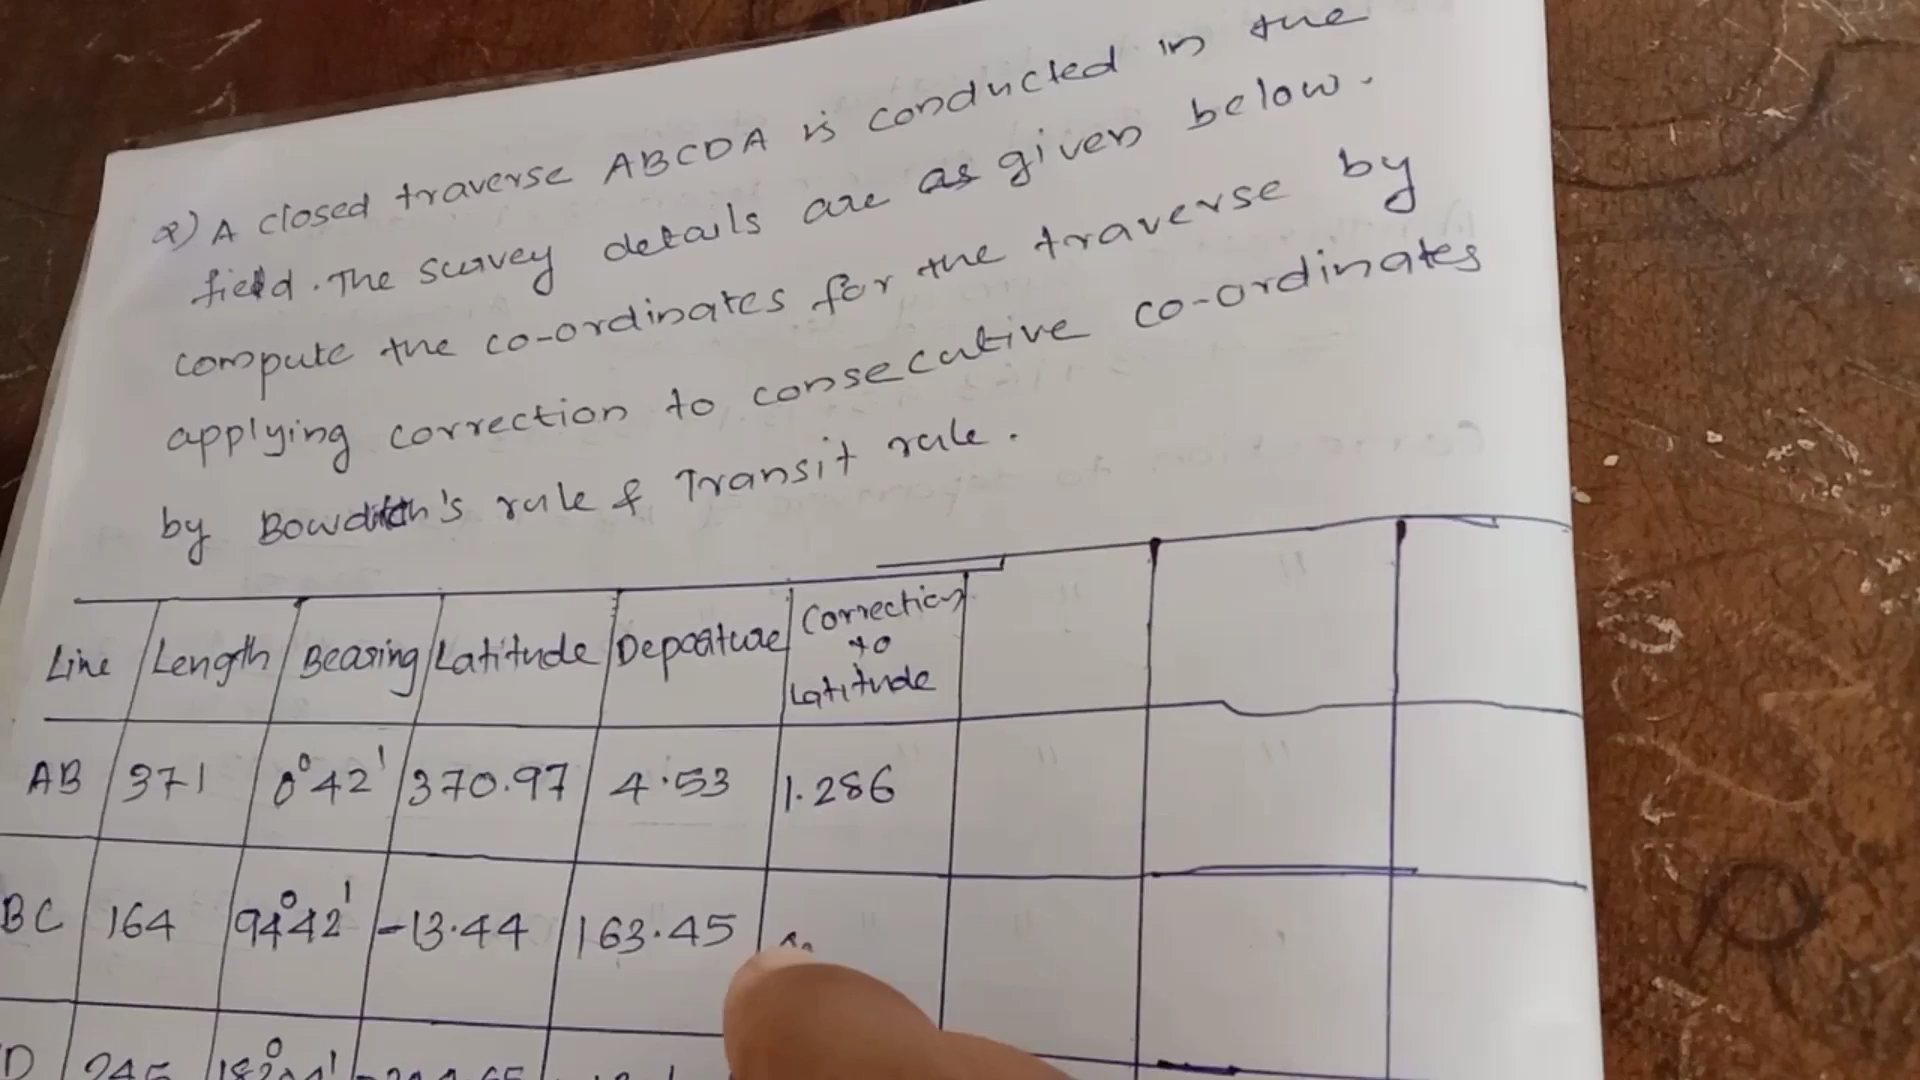 Q) A closed traverse ABCDA is conducted in the
field. The survey details are as given below.
compute the co-ordinates for the traverse by
applying correction to consecutive co-ordinates
by Bowditch's rule & Transit rule.
Line Length Bearing Latitude Departure Correction to Latitude
AB 371 0°42' 370.97 4.53 1.286
BC 164 94°42' -13.44 163.45
D 245